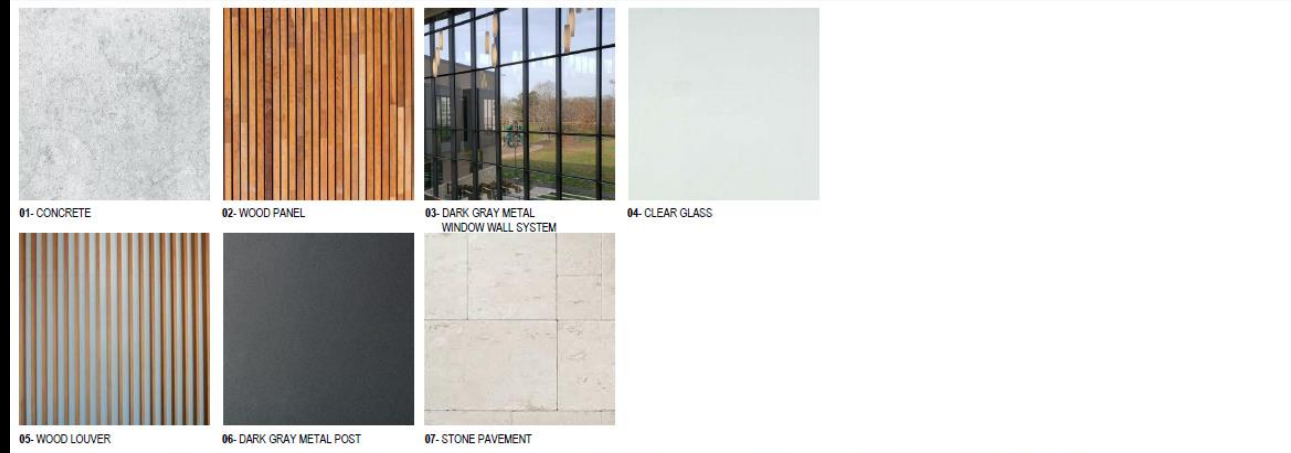 01- CONCRETE
02- WOOD PANEL
03- DARK GRAY METAL
WINDOW WALL SYSTEM
04- CLEAR GLASS
05- WOOD LOUVER
06- DARK GRAY METAL POST
07- STONE PAVEMENT